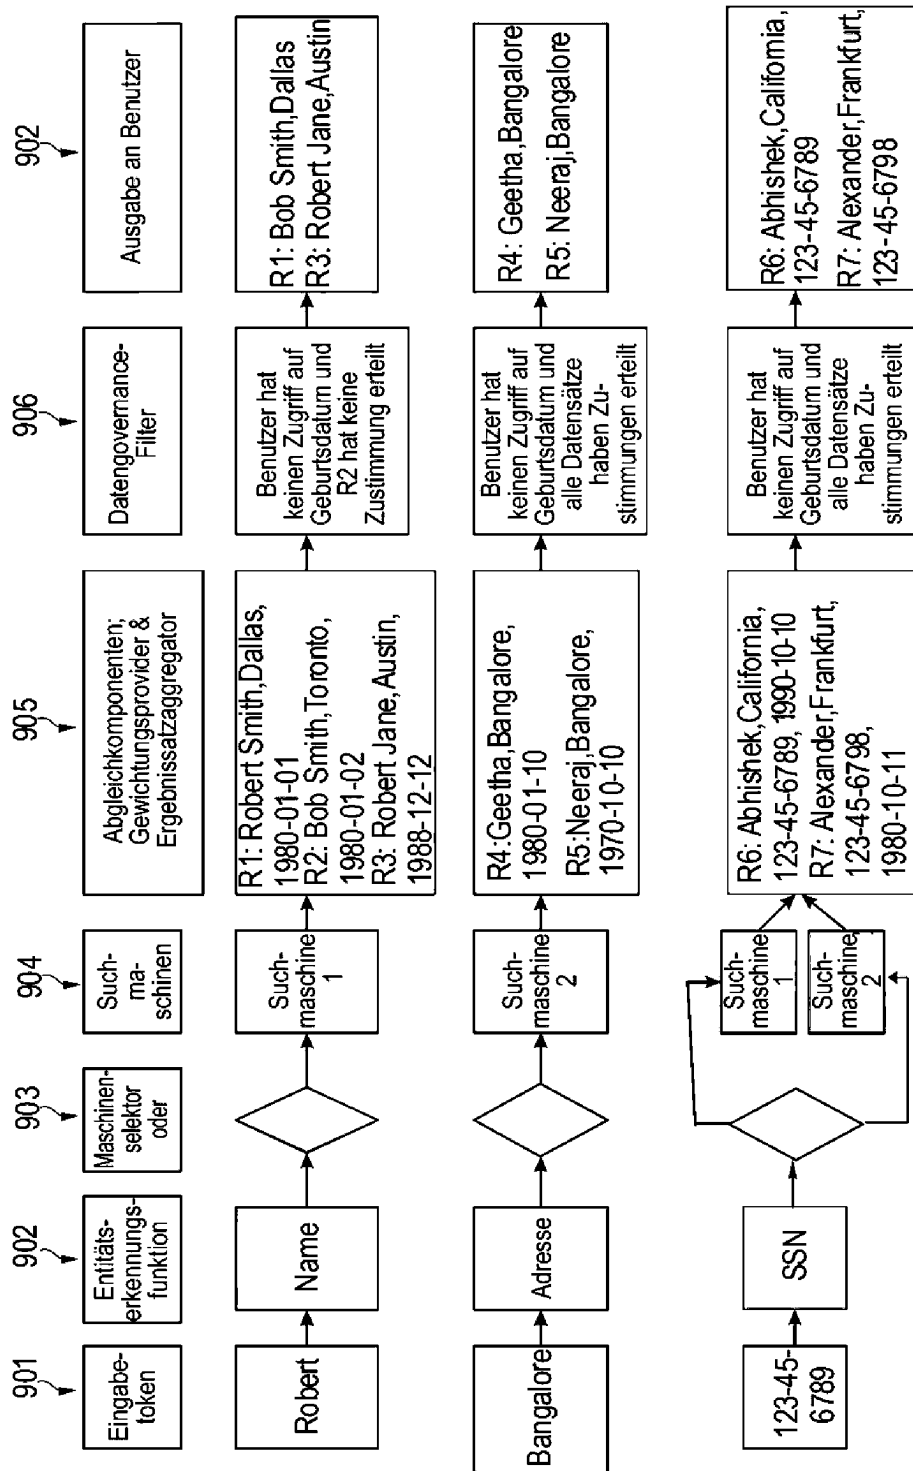 901
902
903
904
905
906
902
Eingabe-
token
Entitäts-
erkennungs-
funktion
Maschinen-
selektor
oder
Such-
ma-
schinen
Abgleichkomponenten;
Gewichtungsprovider &
Ergebnissatzaggregator
Datengovernance-
Filter
Ausgabe an Benutzer
Robert
Name
Such-
maschine
1
R1: Robert Smith,Dallas,
1980-01-01
R2: Bob Smith,Toronto,
1980-01-02
R3: Robert Jane,Austin,
1988-12-12
Benutzer hat
keinen Zugriff auf
Geburtsdatum und
R2 hat keine
Zustimmung erteilt
R1: Bob Smith,Dallas
R3: Robert Jane,Austin
Bangalore
Adresse
Such-
maschine
2
R4:Geetha,Bangalore,
1980-01-10
R5:Neeraj,Bangalore,
1970-10-10
Benutzer hat
keinen Zugriff auf
Geburtsdatum und
alle Datensätze
haben Zu-
stimmungen erteilt
R4: Geetha,Bangalore
R5: Neeraj,Bangalore
123-45-
6789
SSN
Such-
maschine
1
Such-
maschine
2
R6: Abhishek,California,
123-45-6789, 1990-10-10
R7: Alexander,Frankfurt,
123-45-6798,
1980-10-11
Benutzer hat
keinen Zugriff auf
Geburtsdatum und
alle Datensätze
haben Zu-
stimmungen erteilt
R6: Abhishek,California,
123-45-6789
R7: Alexander,Frankfurt,
123-45-6798